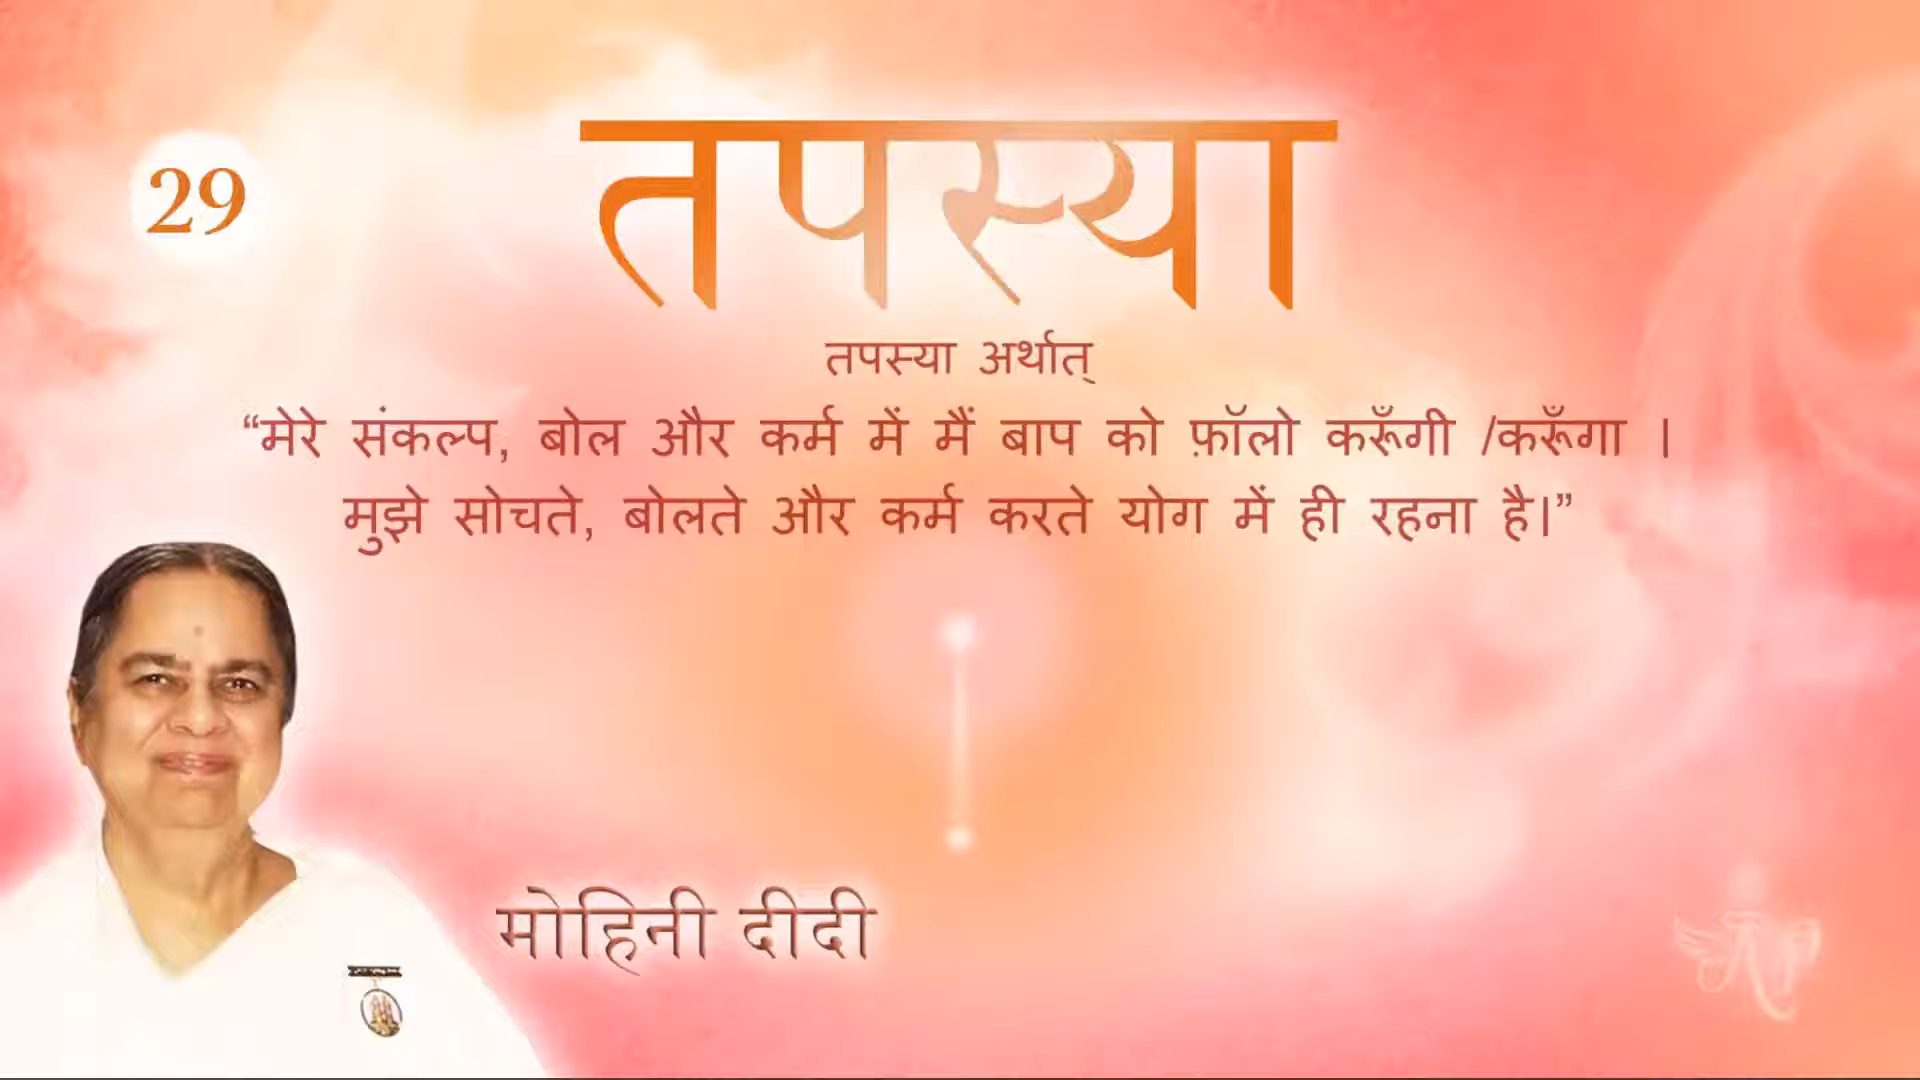 29
तपस्या
तपस्या अर्थात्
“मेरे संकल्प, बोल और कर्म में मैं बाप को फ़ॉलो करूँगी /करूँगा ।
मुझे सोचते, बोलते और कर्म करते योग में ही रहना है।”
मोहिनी दीदी